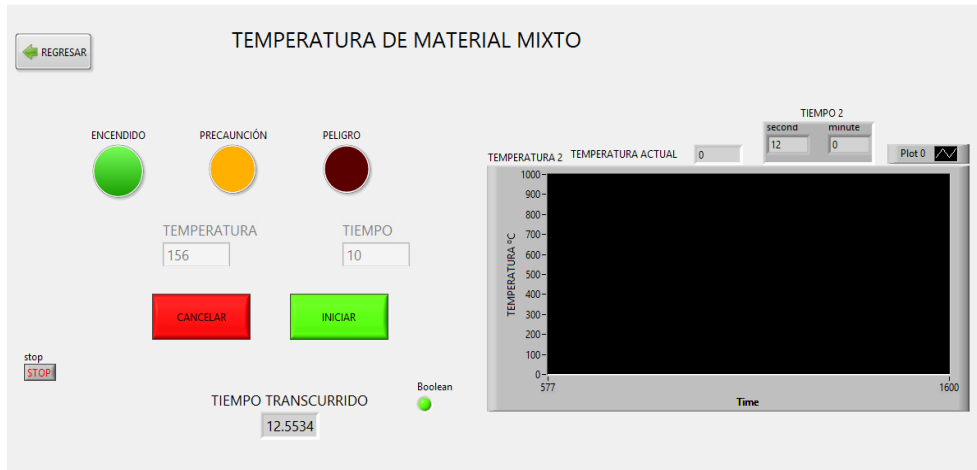 REGRESAR
TEMPERATURA DE MATERIAL MIXTO
ENCENDIDO
PRECAUNCIÓN
PELIGRO
TEMPERATURA
TIEMPO
156
10
CANCELAR
INICIAR
stop
STOP
TIEMPO TRANSCURRIDO
12.5534
Boolean
TIEMPO 2
second
minute
12
0
TEMPERATURA 2
TEMPERATURA ACTUAL
0
Plot 0
TEMPERATURA ºC
1000
900
800
700
600
500
400
300
200
100
0
577
1600
Time